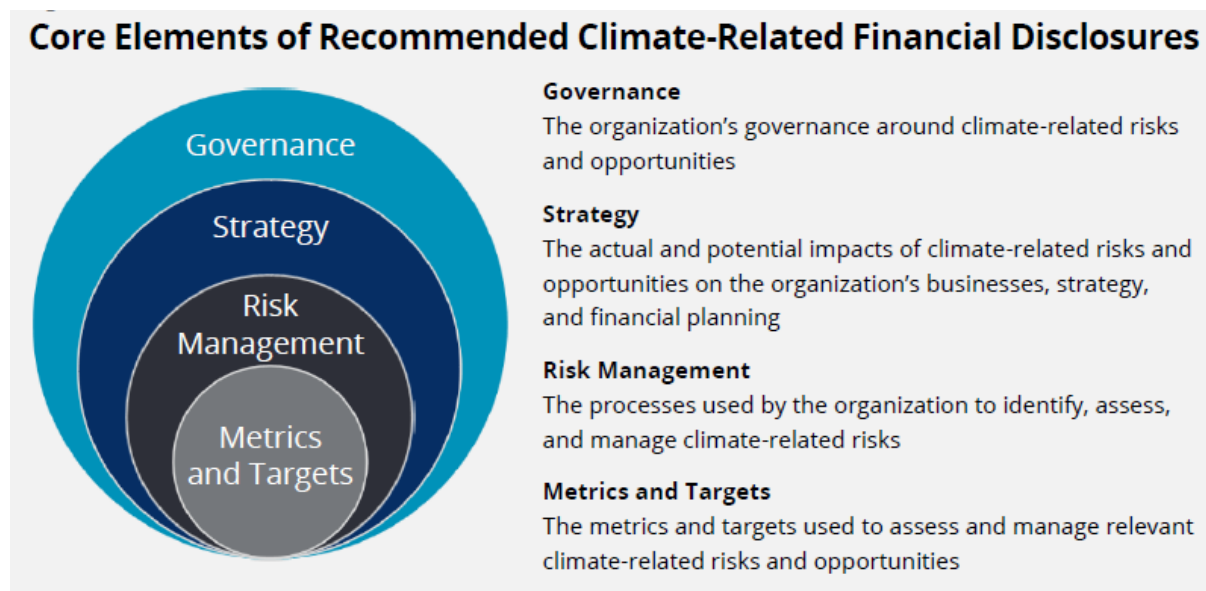 Core Elements of Recommended Climate-Related Financial Disclosures
Governance
Strategy
Risk
Management
Metrics
and Targets
Governance
The organization’s governance around climate-related risks
and opportunities
Strategy
The actual and potential impacts of climate-related risks and
opportunities on the organization’s businesses, strategy,
and financial planning
Risk Management
The processes used by the organization to identify, assess,
and manage climate-related risks
Metrics and Targets
The metrics and targets used to assess and manage relevant
climate-related risks and opportunities